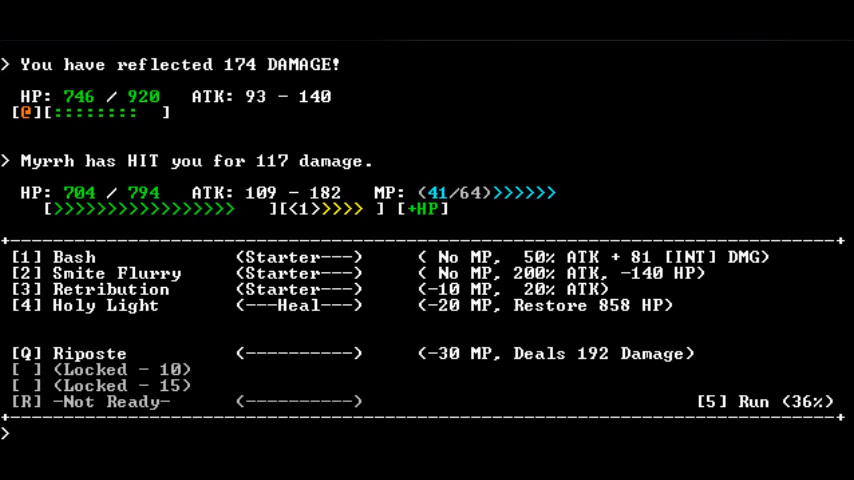 > You have reflected 174 DAMAGE!
HP: 746 / 920 ATK: 93 - 140
[@][:::::::: ]
> Myrrh has HIT you for 117 damage.
HP: 704 / 794 ATK: 109 - 182 MP: (41/64)>>>>>>
[>>>>>>>>>>>>>>>>> ][<1>>>>> ] [+HP]
+------------------------------------------------------------------------------+
[1] Bash (Starter---) ( No MP, 50% ATK + 81 [INT] DMG)
[2] Smite Flurry (Starter---) ( No MP, 200% ATK, -140 HP)
[3] Retribution (Starter---) (-10 MP, 20% ATK)
[4] Holy Light (---Heal---) (-20 MP, Restore 858 HP)
[Q] Riposte (----------) (-30 MP, Deals 192 Damage)
[ ] (Locked - 10)
[ ] (Locked - 15)
[R] -Not Ready- (----------) [5] Run (36%)
+------------------------------------------------------------------------------+
>